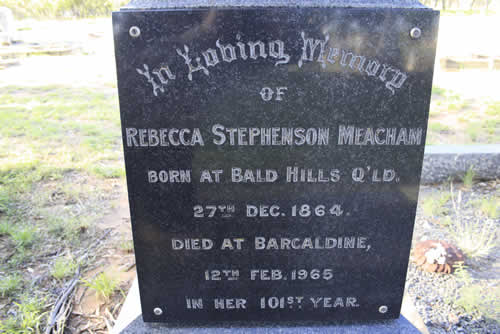 In Loving Memory
OF
REBECCA STEPHENSON MEACHAM
BORN AT BALD HILLS Q'LD.
27TH DEC. 1864.
DIED AT BARCALDINE,
12TH FEB. 1965
IN HER 101ST YEAR.